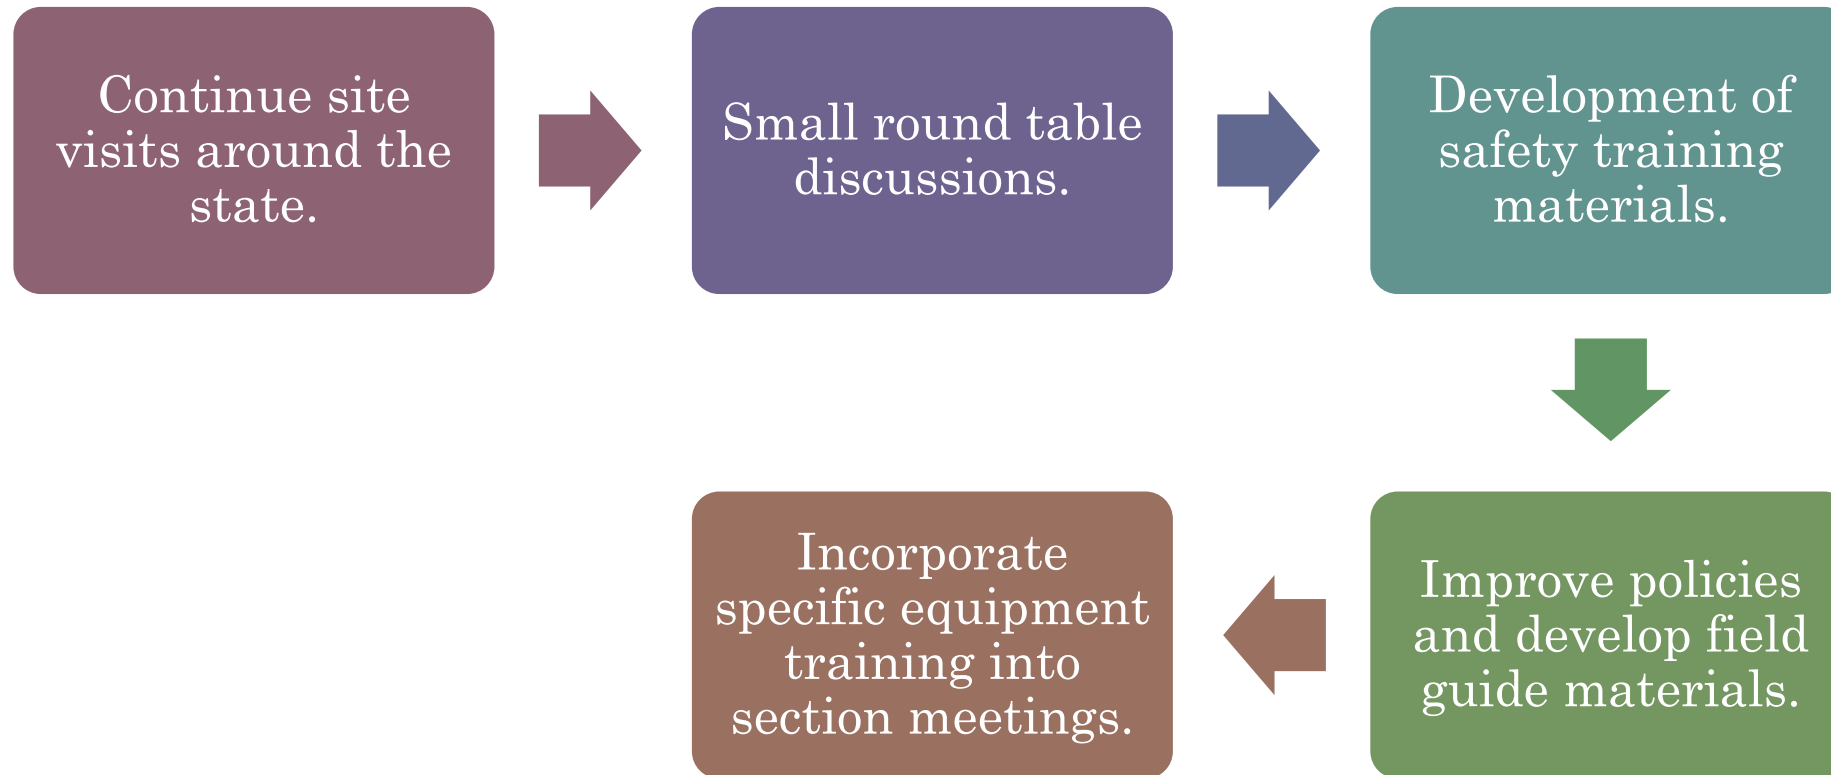 Continue site
visits around the
state.
Small round table
discussions.
Development of
safety training
materials.
Improve policies
and develop field
guide materials.
Incorporate
specific equipment
training into
section meetings.